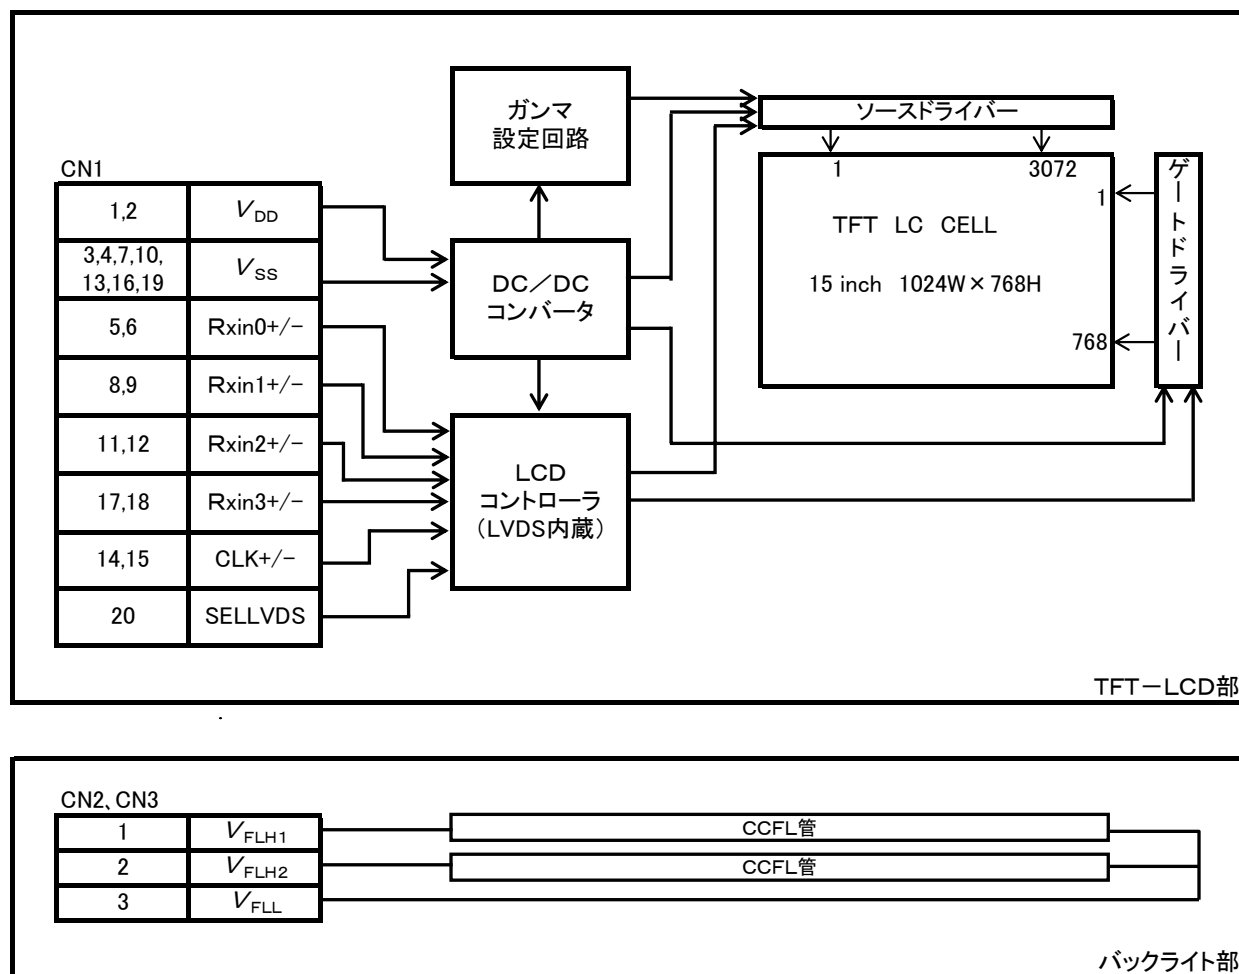 ガンマ
設定回路
ソースドライバー
CN1
1,2 VDD
3,4,7,10,
13,16,19
VSS
5,6 Rxin0+/-
8,9 Rxin1+/-
11,12 Rxin2+/-
17,18 Rxin3+/-
14,15 CLK+/-
20 SELLVDS
DC/DC
コンバータ
LCD
コントローラ
(LVDS内蔵)
1 3072
1
TFT LC CELL
15 inch 1024W×768H
768
ゲートドライバー
TFT-LCD部
CN2、CN3
1 VFLH1
2 VFLH2
3 VFLL
CCFL管
CCFL管
バックライト部